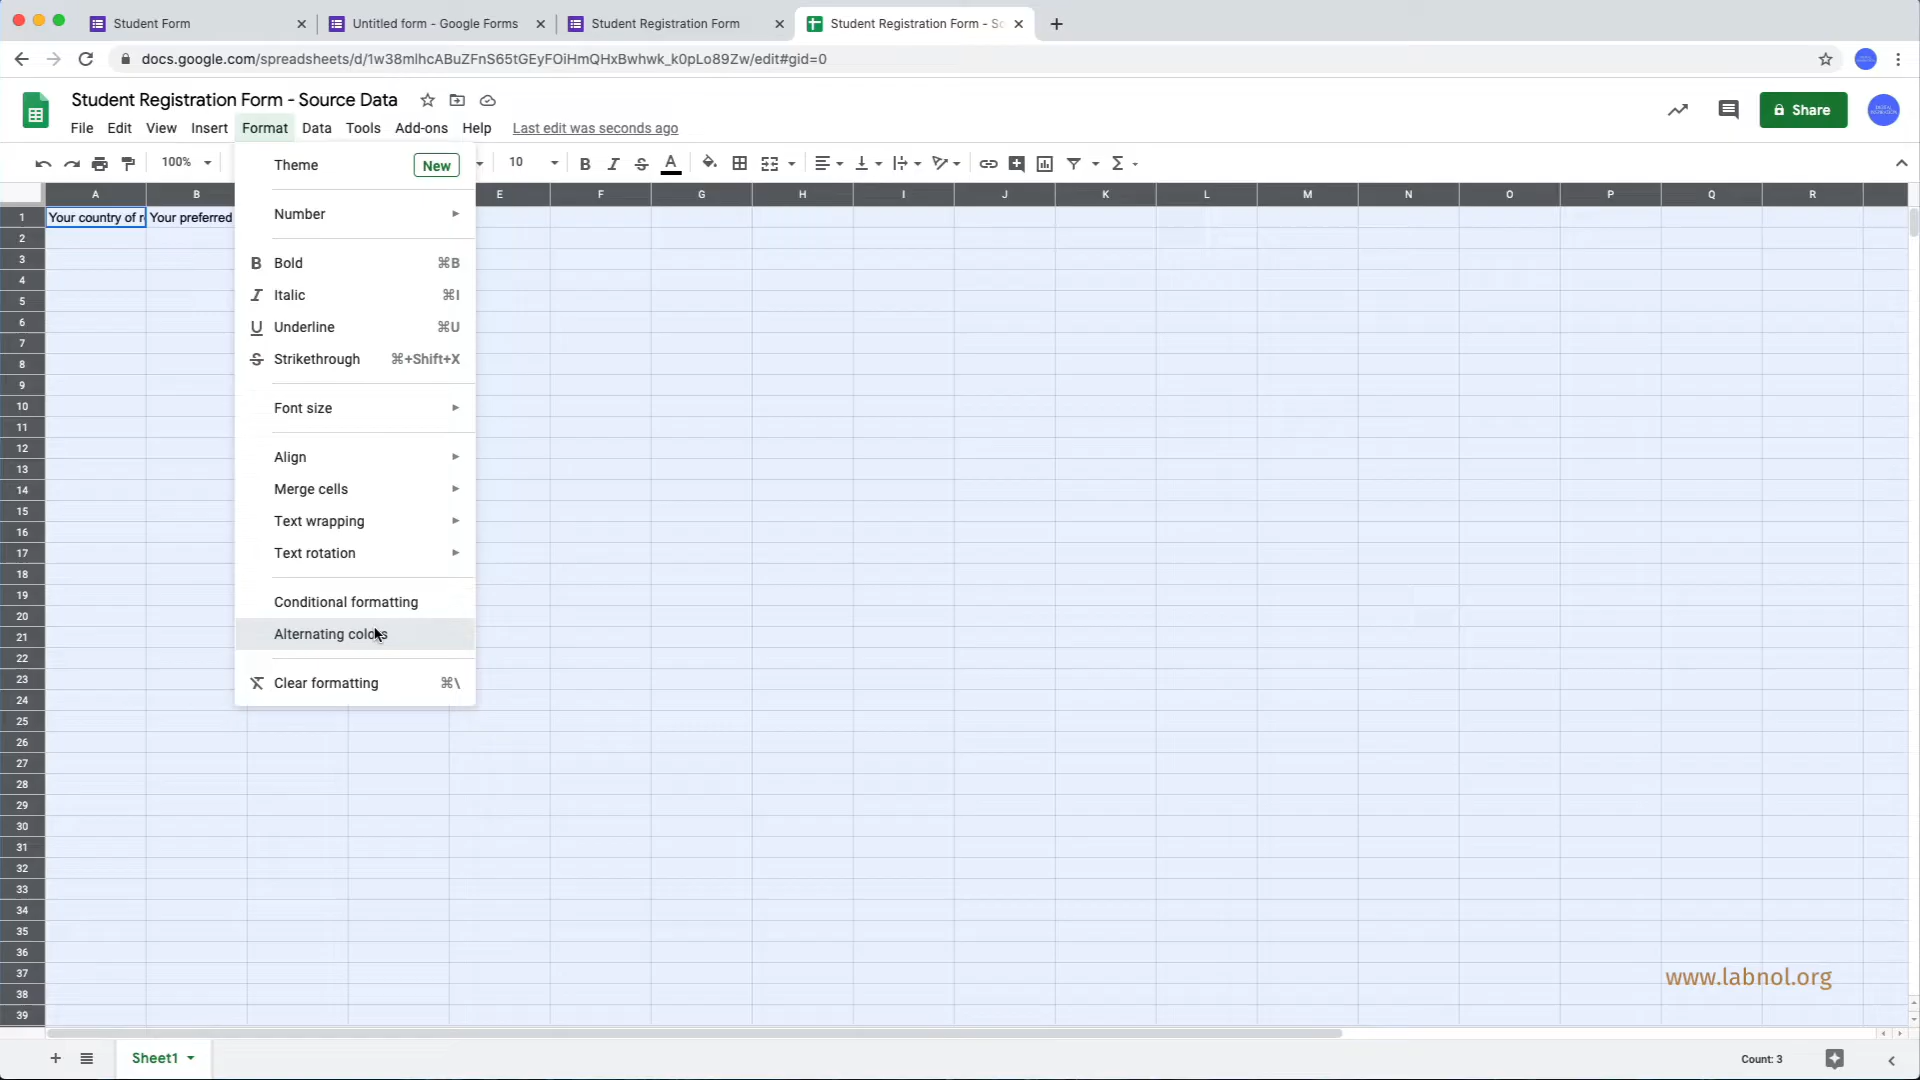 Student Form
Untitled form - Google Forms
Student Registration Form
Student Registration Form - So
docs.google.com/spreadsheets/d/1w38mlhcABuZFnS65tGEyFOiHmQHxBwhwk_k0pLo89Zw/edit#gid=0
Student Registration Form - Source Data
Share
File Edit View Insert Format Data Tools Add-ons Help Last edit was seconds ago
100% 10
A B E F G H I J K L M N O P Q R
Theme New
Number
Bold ⌘B
Italic ⌘I
Underline ⌘U
Strikethrough ⌘+Shift+X
Font size
Align
Merge cells
Text wrapping
Text rotation
Conditional formatting
Alternating colors
Clear formatting ⌘\
1 Your country of r Your preferred
2
3
4
5
6
7
8
9
10
11
12
13
14
15
16
17
18
19
20
21
22
23
24
25
26
27
28
29
30
31
32
33
34
35
36
37
38
39
www.labnol.org
Sheet1
Count: 3